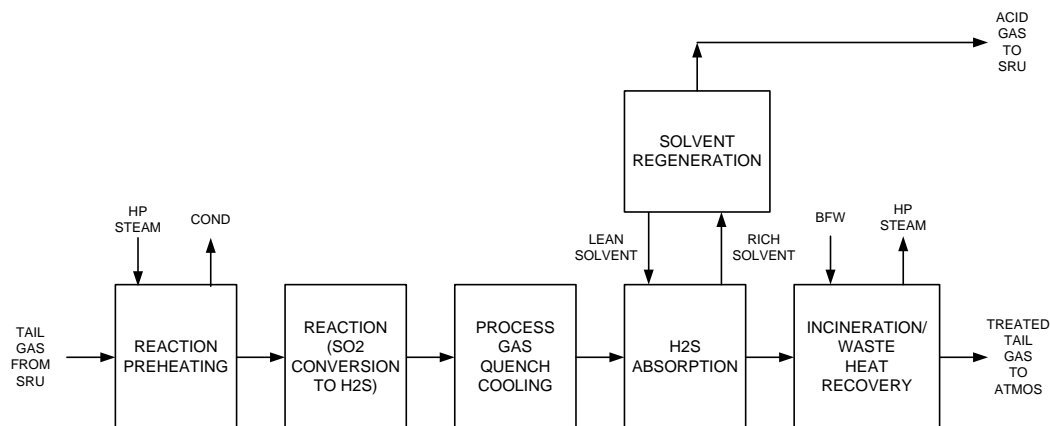 ACID
GAS
TO
SRU
SOLVENT
REGENERATION
HP
STEAM
COND
LEAN
SOLVENT
RICH
SOLVENT
BFW
HP
STEAM
TAIL
GAS
FROM
SRU
REACTION
PREHEATING
REACTION
(SO2
CONVERSION
TO H2S)
PROCESS
GAS
QUENCH
COOLING
H2S
ABSORPTION
INCINERATION/
WASTE
HEAT
RECOVERY
TREATED
TAIL
GAS
TO
ATMOS